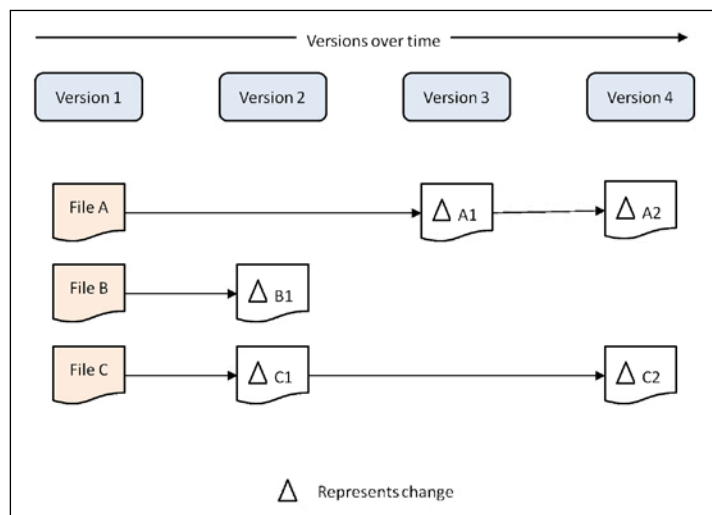 Versions over time
Version 1 Version 2 Version 3 Version 4
File A Δ A1 Δ A2
File B Δ B1
File C Δ C1 Δ C2
Δ Represents change